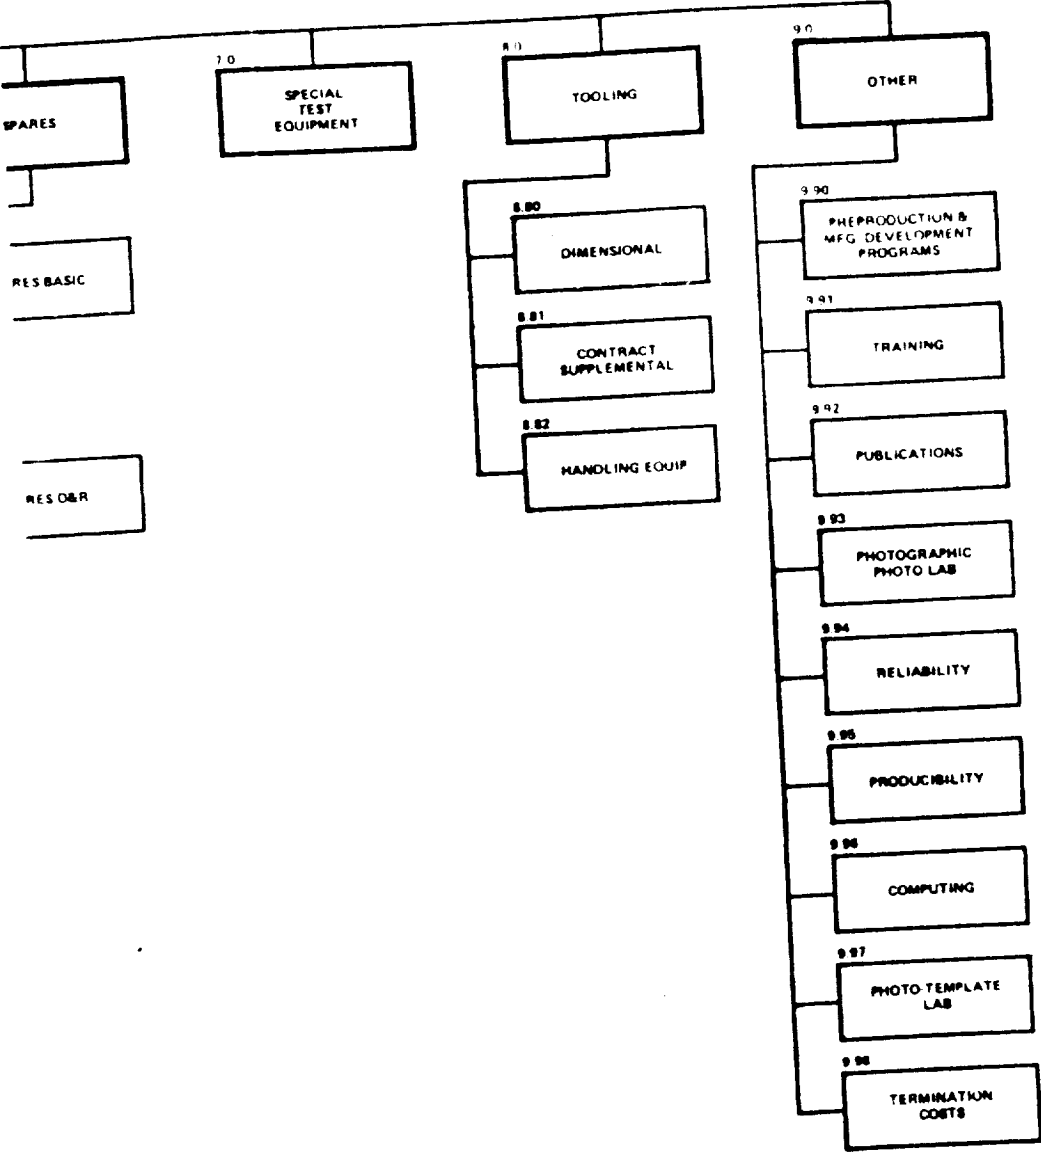 SPARES
RES BASIC
RES O&R
7.0
SPECIAL
TEST
EQUIPMENT
8.0
TOOLING
8.80
DIMENSIONAL
8.81
CONTRACT
SUPPLEMENTAL
8.82
HANDLING EQUIP
9.0
OTHER
9.90
PREPRODUCTION &
MFG. DEVELOPMENT
PROGRAMS
9.91
TRAINING
9.92
PUBLICATIONS
9.93
PHOTOGRAPHIC
PHOTO LAB
9.94
RELIABILITY
9.95
PRODUCIBILITY
9.96
COMPUTING
9.97
PHOTO-TEMPLATE
LAB
9.98
TERMINATION
COSTS